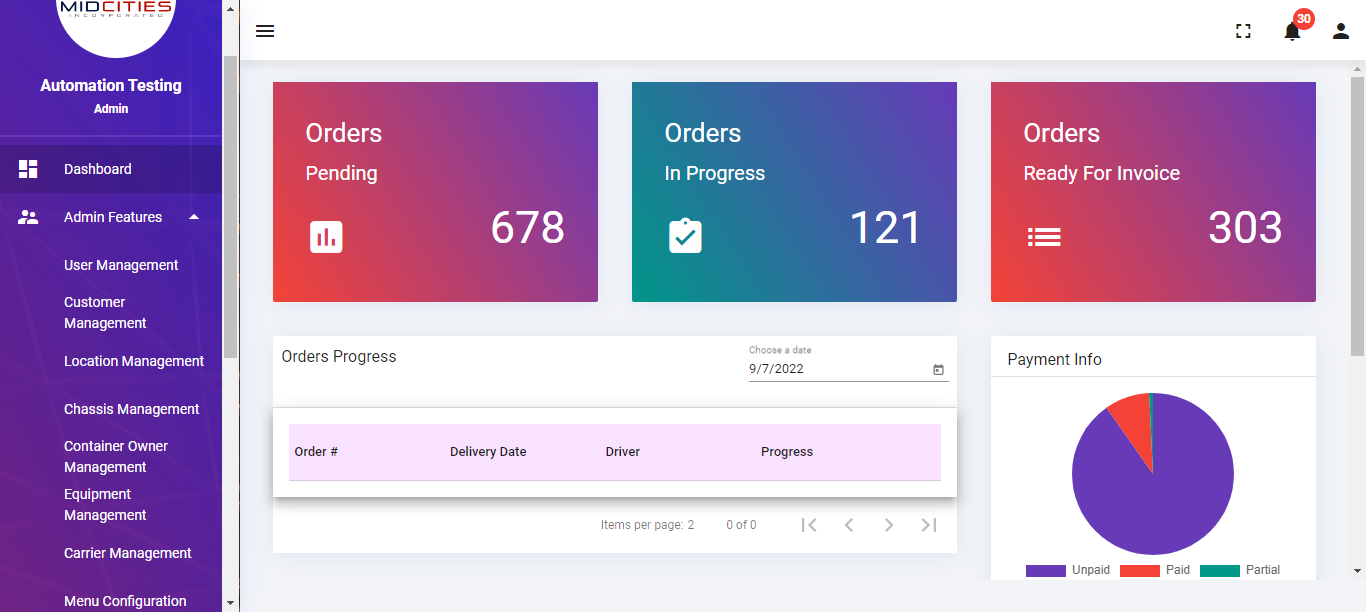 MIDCITIES
INCORPORATED
Automation Testing
Admin
Dashboard
Admin Features
User Management
Customer
Management
Location Management
Chassis Management
Container Owner
Management
Equipment
Management
Carrier Management
Menu Configuration
30
Orders
Pending
678
Orders
In Progress
121
Orders
Ready For Invoice
303
Orders Progress
Choose a date
9/7/2022
Order # Delivery Date Driver Progress
Items per page: 2 0 of 0
Payment Info
Unpaid Paid Partial